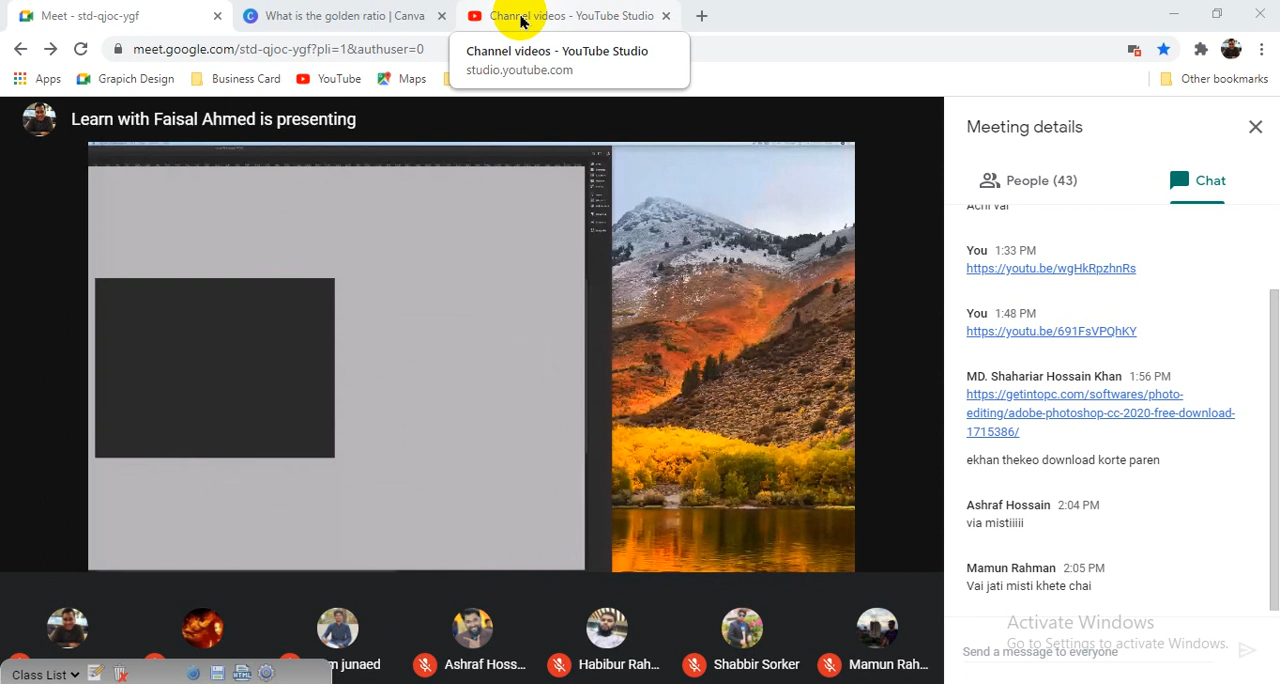 Meet - std-qjoc-ygf
What is the golden ratio | Canva
Channel videos - YouTube Studio
meet.google.com/std-qjoc-ygf?pli=1&authuser=0
Channel videos - YouTube Studio
studio.youtube.com
Apps
Grapich Design
Business Card
YouTube
Maps
Other bookmarks
Learn with Faisal Ahmed is presenting
Meeting details
People (43)
Chat
You 1:33 PM
https://youtu.be/wgHkRpzhnRs
You 1:48 PM
https://youtu.be/691FsVPQhKY
MD. Shahariar Hossain Khan 1:56 PM
https://getintopc.com/softwares/photo-
editing/adobe-photoshop-cc-2020-free-download-
1715386/
ekhan thekeo download korte paren
Ashraf Hossain 2:04 PM
via mistiiiii
Mamun Rahman 2:05 PM
Vai jati misti khete chai
Activate Windows
Go to Settings to activate Windows.
Send a message to everyone
m junaed
Ashraf Hoss...
Habibur Rah...
Shabbir Sorker
Mamun Rah...
Class List